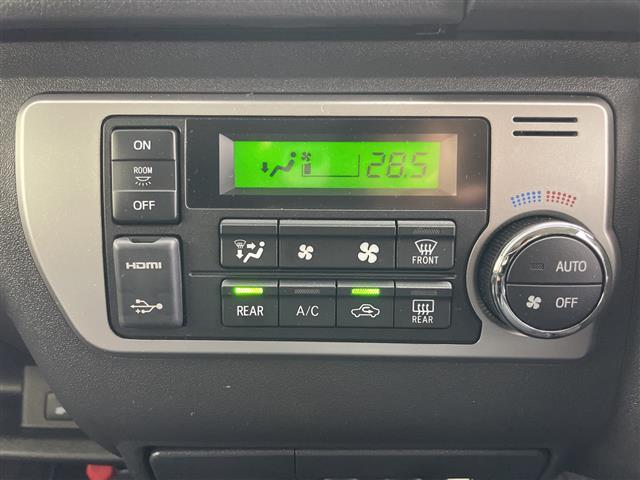 ON
ROOM
OFF
28.5
HDMI
FRONT
REAR
A/C
REAR
AUTO
OFF